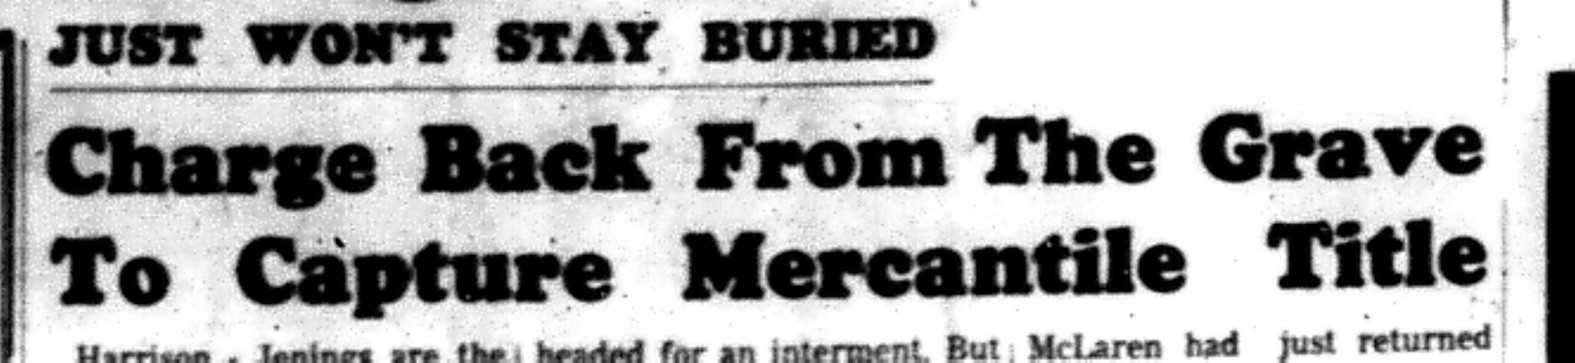 JUST WON'T STAY BURIED
Charge Back From The Grave
To Capture Mercantile Title
Harrison - Jenings are the headed for an interment. But McLaren had just returned